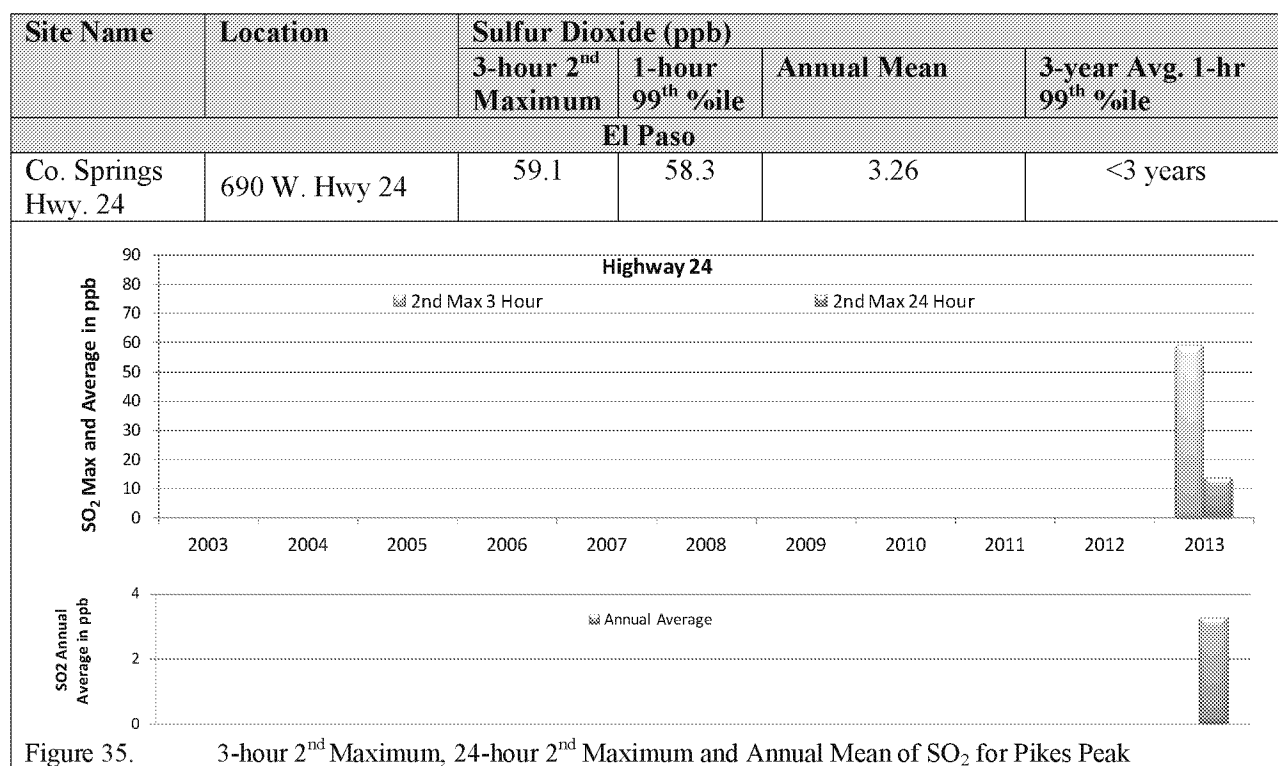 Site Name Location Sulfur Dioxide (ppb)
3-hour 2nd 1-hour Annual Mean 3-year Avg. 1-hr
Maximum 99th %ile 99th %ile
El Paso
Co. Springs 690 W. Hwy 24 59.1 58.3 3.26 <3 years
Hwy. 24
Highway 24
2nd Max 3 Hour 2nd Max 24 Hour
SO2 Max and Average in ppb
90
80
70
60
50
40
30
20
10
0
2003 2004 2005 2006 2007 2008 2009 2010 2011 2012 2013
SO2 Annual
Average in ppb
4
2
0
Annual Average
Figure 35. 3-hour 2nd Maximum, 24-hour 2nd Maximum and Annual Mean of SO2 for Pikes Peak